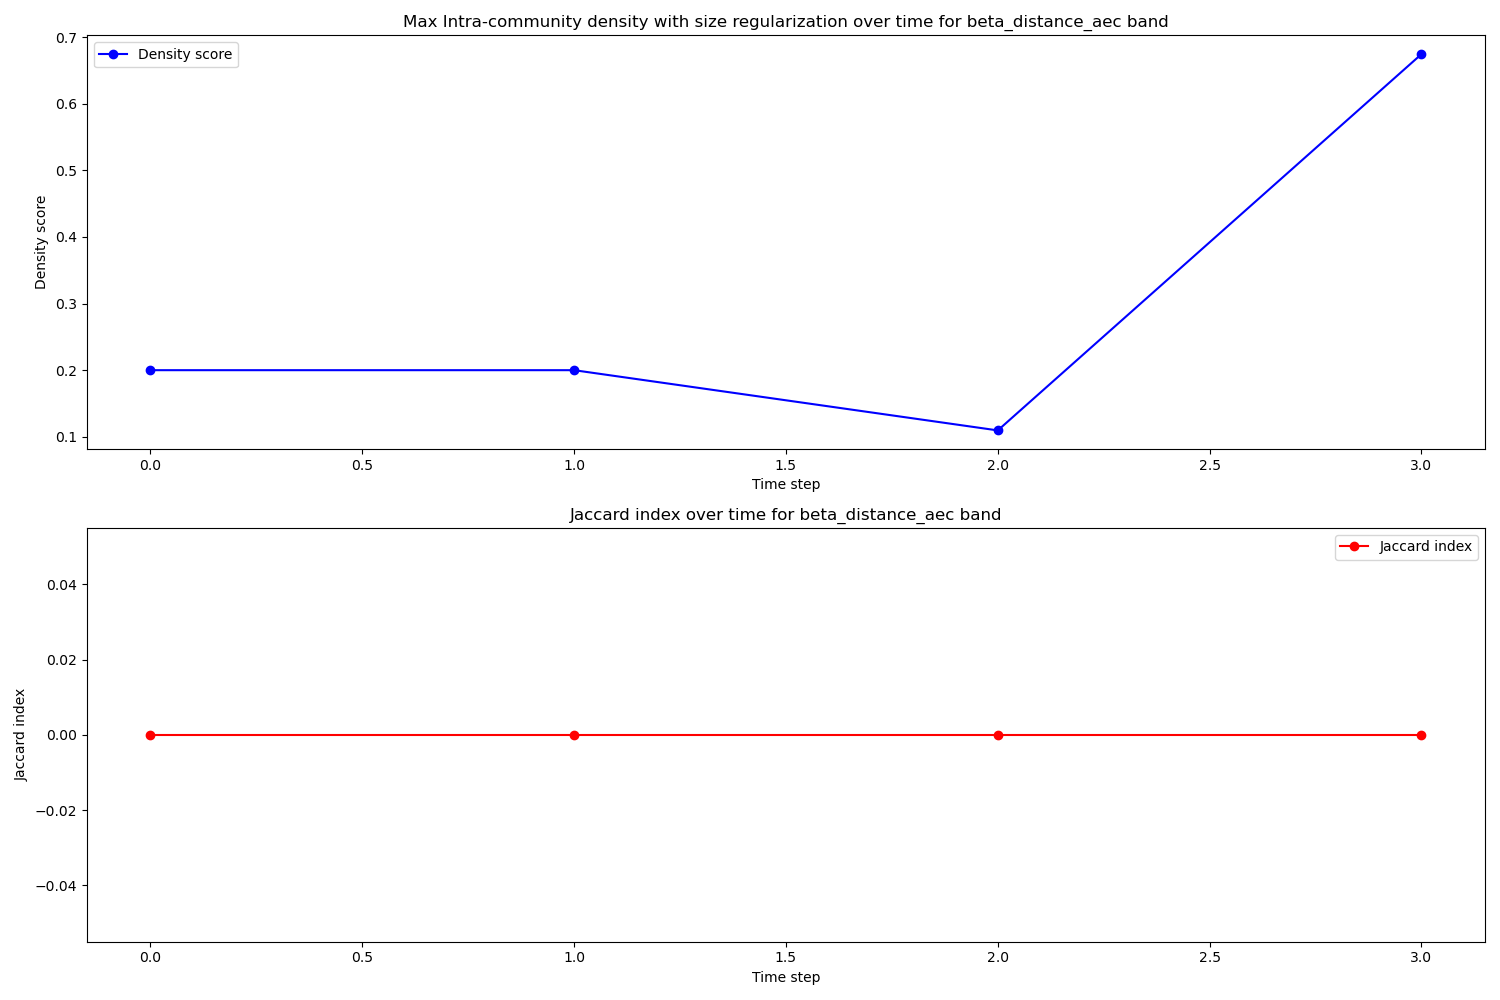 Max Intra-community density with size regularization over time for beta_distance_aec band
Density score
0.7
0.6
0.5
0.4
0.3
0.2
0.1
Density score
0.0 0.5 1.0 1.5 2.0 2.5 3.0
Time step
Jaccard index over time for beta_distance_aec band
Jaccard index
0.04
0.02
0.00
−0.02
−0.04
Jaccard index
0.0 0.5 1.0 1.5 2.0 2.5 3.0
Time step